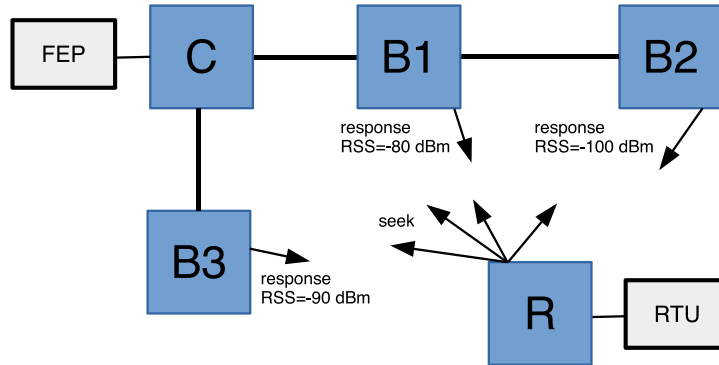 FEP
C
B1
B2
response
RSS=-80 dBm
response
RSS=-100 dBm
seek
B3
response
RSS=-90 dBm
R
RTU